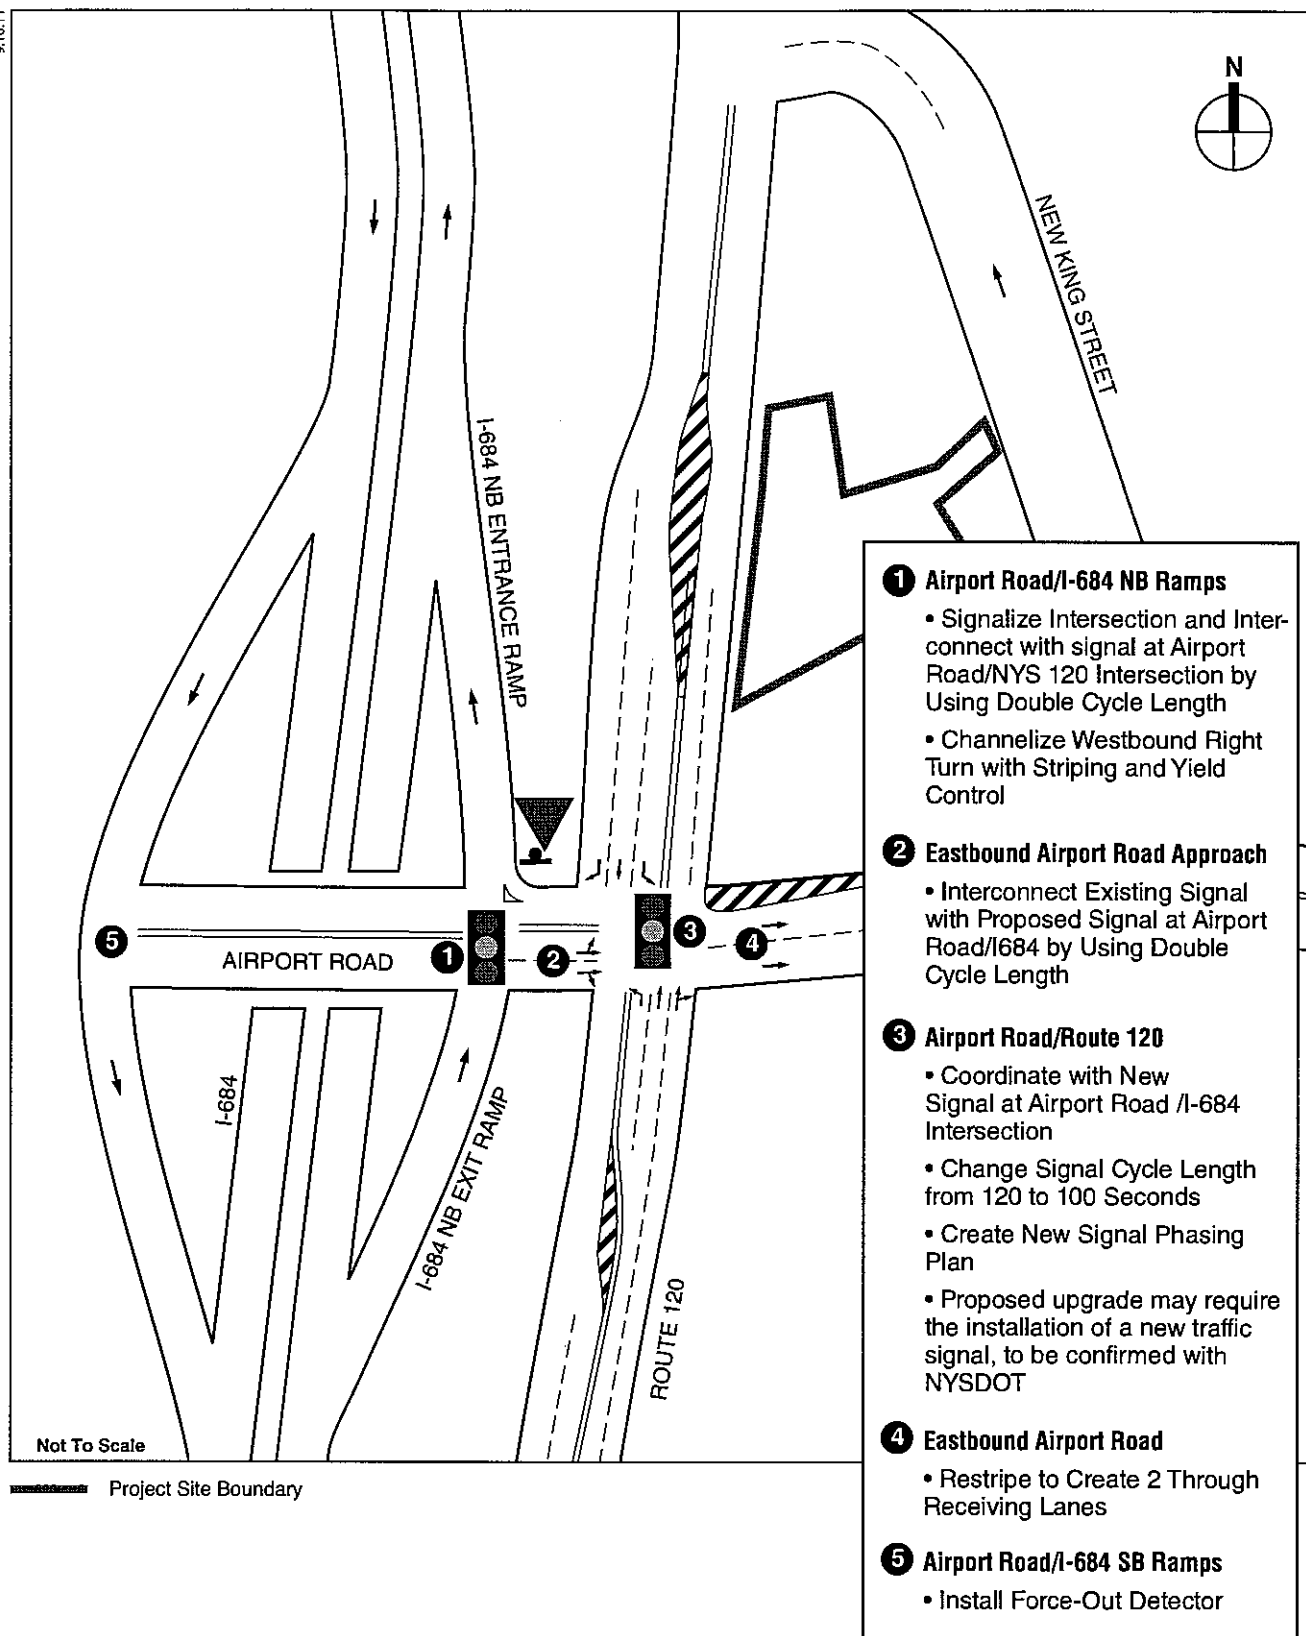 N
NEW KING STREET
I-684 NB ENTRANCE RAMP
1 Airport Road/I-684 NB Ramps
• Signalize Intersection and Inter-
connect with signal at Airport
Road/NYS 120 Intersection by
Using Double Cycle Length
• Channelize Westbound Right
Turn with Striping and Yield
Control
2 Eastbound Airport Road Approach
• Interconnect Existing Signal
with Proposed Signal at Airport
Road/I684 by Using Double
Cycle Length
3 Airport Road/Route 120
• Coordinate with New
Signal at Airport Road /I-684
Intersection
• Change Signal Cycle Length
from 120 to 100 Seconds
• Create New Signal Phasing
Plan
• Proposed upgrade may require
the installation of a new traffic
signal, to be confirmed with
NYSDOT
4 Eastbound Airport Road
• Restripe to Create 2 Through
Receiving Lanes
5 Airport Road/I-684 SB Ramps
• Install Force-Out Detector
5
AIRPORT ROAD
1
2
3
4
I-684
I-684 NB EXIT RAMP
ROUTE 120
Not To Scale
Project Site Boundary